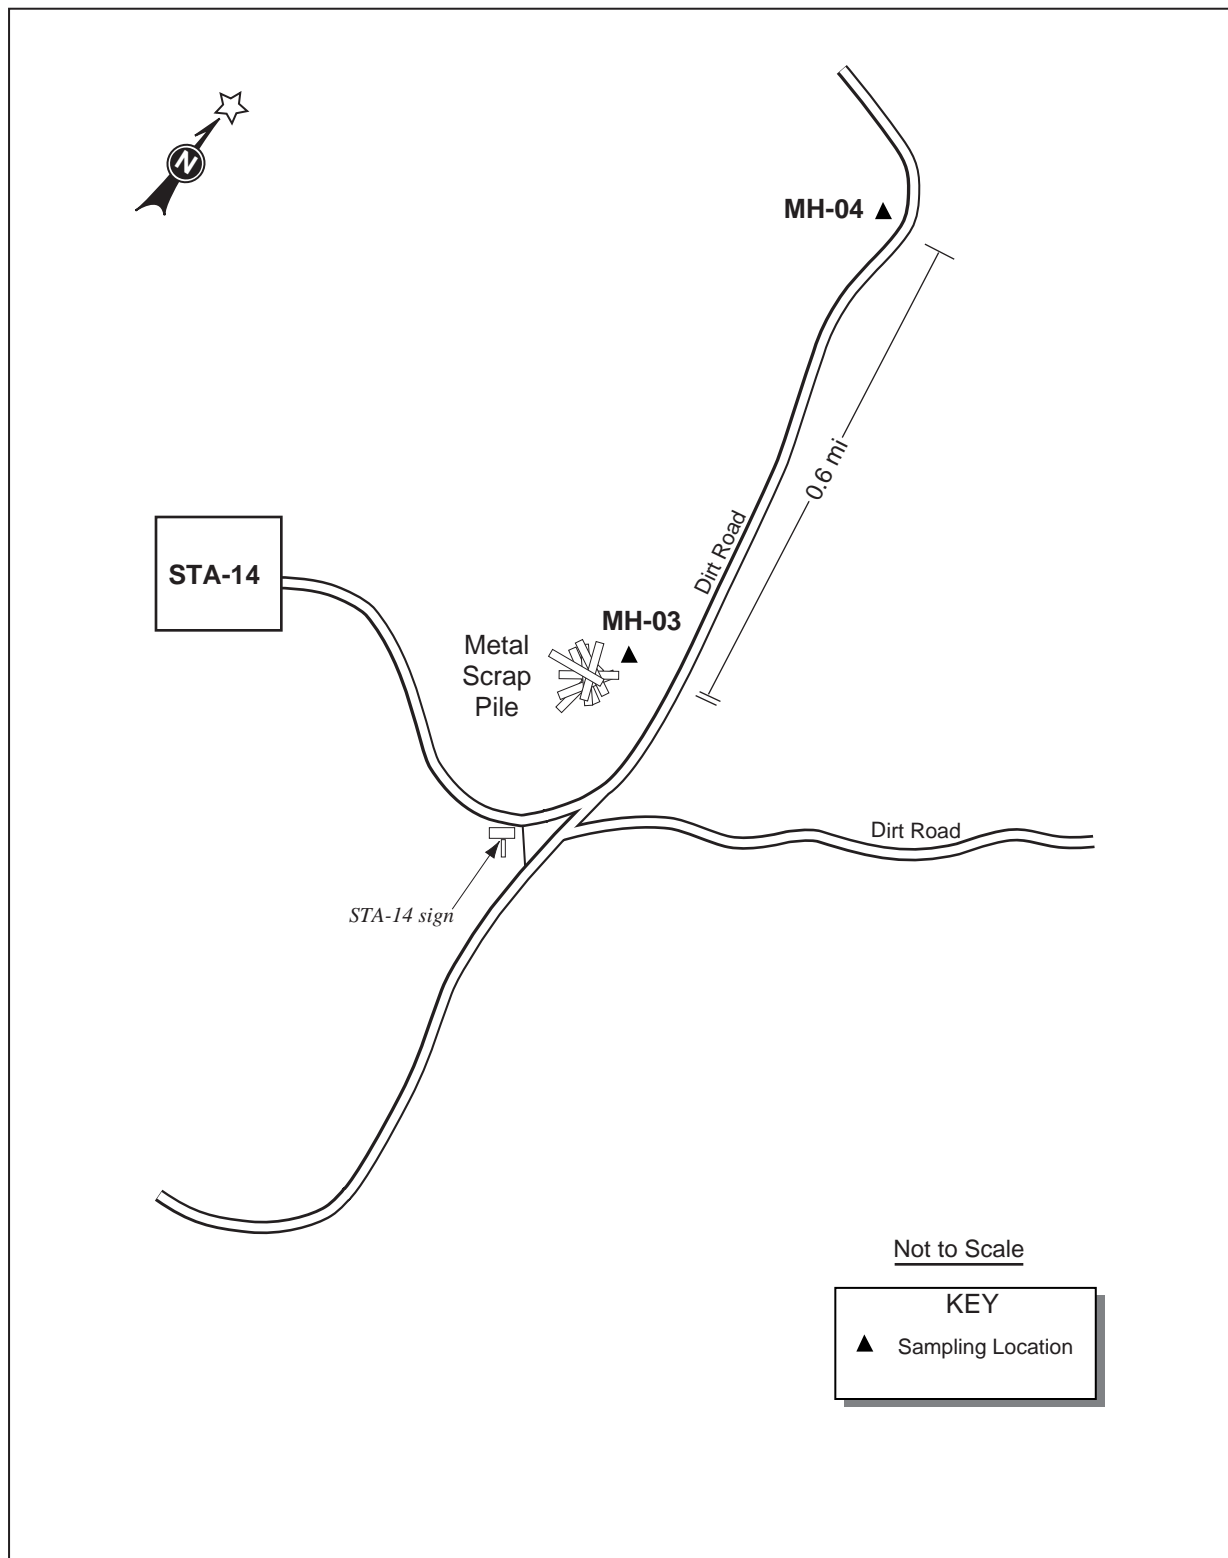 N
MH-04
0.6 mi
Dirt Road
STA-14
MH-03
Metal
Scrap
Pile
Dirt Road
STA-14 sign
Not to Scale
KEY
Sampling Location